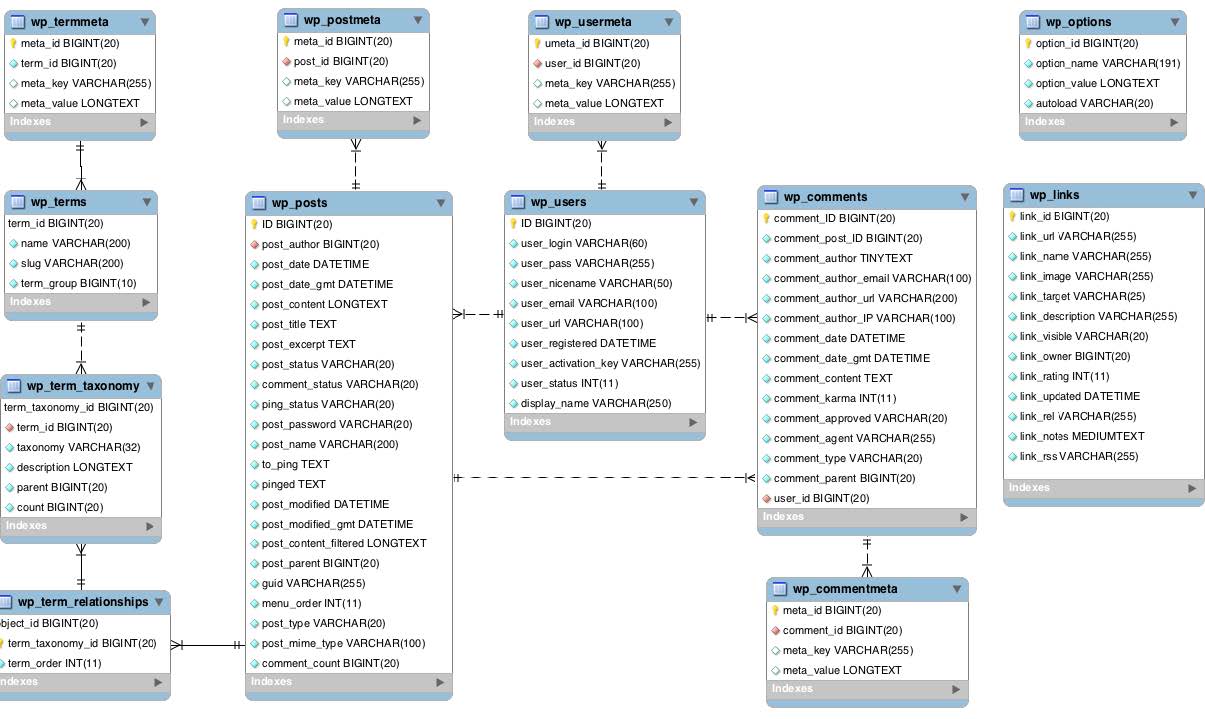 wp_termmeta
meta_id BIGINT(20)
term_id BIGINT(20)
meta_key VARCHAR(255)
meta_value LONGTEXT
Indexes
wp_postmeta
meta_id BIGINT(20)
post_id BIGINT(20)
meta_key VARCHAR(255)
meta_value LONGTEXT
Indexes
wp_usermeta
umeta_id BIGINT(20)
user_id BIGINT(20)
meta_key VARCHAR(255)
meta_value LONGTEXT
Indexes
wp_options
option_id BIGINT(20)
option_name VARCHAR(191)
option_value LONGTEXT
autoload VARCHAR(20)
Indexes
wp_terms
term_id BIGINT(20)
name VARCHAR(200)
slug VARCHAR(200)
term_group BIGINT(10)
Indexes
wp_term_taxonomy
term_taxonomy_id BIGINT(20)
term_id BIGINT(20)
taxonomy VARCHAR(32)
description LONGTEXT
parent BIGINT(20)
count BIGINT(20)
Indexes
wp_term_relationships
bject_id BIGINT(20)
term_taxonomy_id BIGINT(20)
term_order INT(11)
ndexes
wp_posts
ID BIGINT(20)
post_author BIGINT(20)
post_date DATETIME
post_date_gmt DATETIME
post_content LONGTEXT
post_title TEXT
post_excerpt TEXT
post_status VARCHAR(20)
comment_status VARCHAR(20)
ping_status VARCHAR(20)
post_password VARCHAR(20)
post_name VARCHAR(200)
to_ping TEXT
pinged TEXT
post_modified DATETIME
post_modified_gmt DATETIME
post_content_filtered LONGTEXT
post_parent BIGINT(20)
guid VARCHAR(255)
menu_order INT(11)
post_type VARCHAR(20)
post_mime_type VARCHAR(100)
comment_count BIGINT(20)
Indexes
wp_users
ID BIGINT(20)
user_login VARCHAR(60)
user_pass VARCHAR(255)
user_nicename VARCHAR(50)
user_email VARCHAR(100)
user_url VARCHAR(100)
user_registered DATETIME
user_activation_key VARCHAR(255)
user_status INT(11)
display_name VARCHAR(250)
Indexes
wp_comments
comment_ID BIGINT(20)
comment_post_ID BIGINT(20)
comment_author TINYTEXT
comment_author_email VARCHAR(100)
comment_author_url VARCHAR(200)
comment_author_IP VARCHAR(100)
comment_date DATETIME
comment_date_gmt DATETIME
comment_content TEXT
comment_karma INT(11)
comment_approved VARCHAR(20)
comment_agent VARCHAR(255)
comment_type VARCHAR(20)
comment_parent BIGINT(20)
user_id BIGINT(20)
Indexes
wp_commentmeta
meta_id BIGINT(20)
comment_id BIGINT(20)
meta_key VARCHAR(255)
meta_value LONGTEXT
Indexes
wp_links
link_id BIGINT(20)
link_url VARCHAR(255)
link_name VARCHAR(255)
link_image VARCHAR(255)
link_target VARCHAR(25)
link_description VARCHAR(255)
link_visible VARCHAR(20)
link_owner BIGINT(20)
link_rating INT(11)
link_updated DATETIME
link_rel VARCHAR(255)
link_notes MEDIUMTEXT
link_rss VARCHAR(255)
Indexes